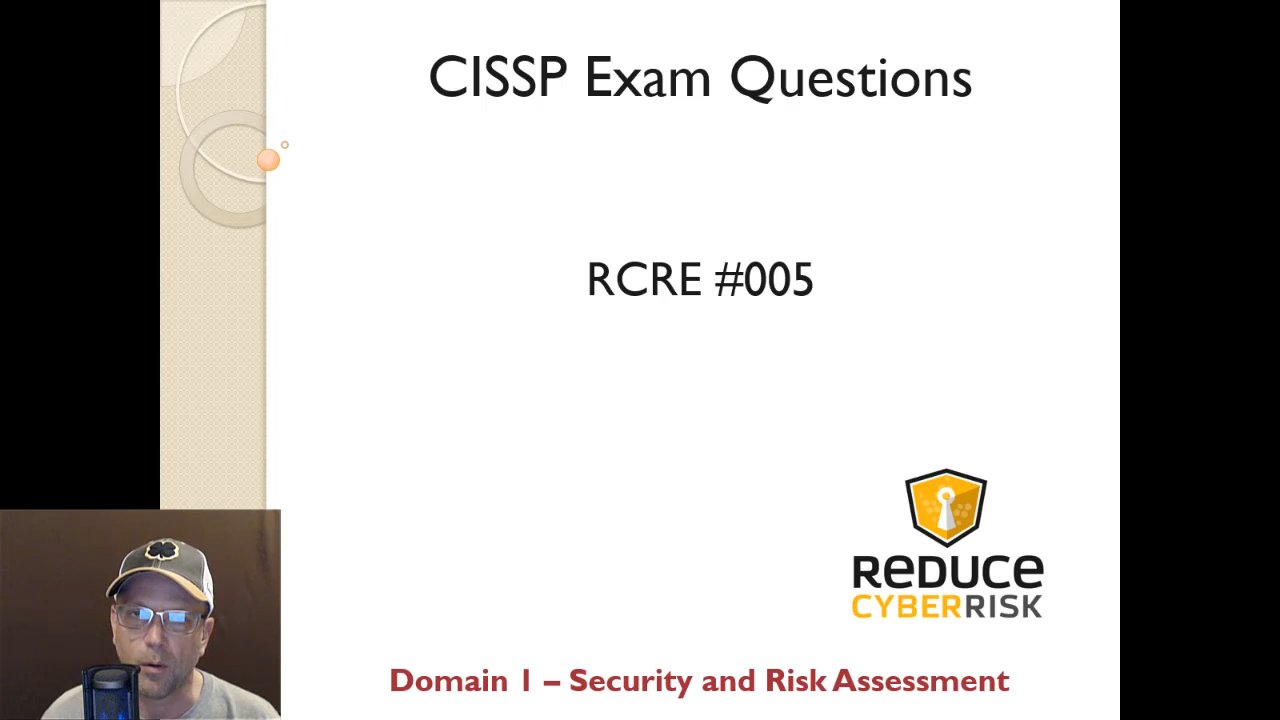 CISSP Exam Questions
RCRE #005
REDUCE
CYBERRISK
Domain 1 – Security and Risk Assessment